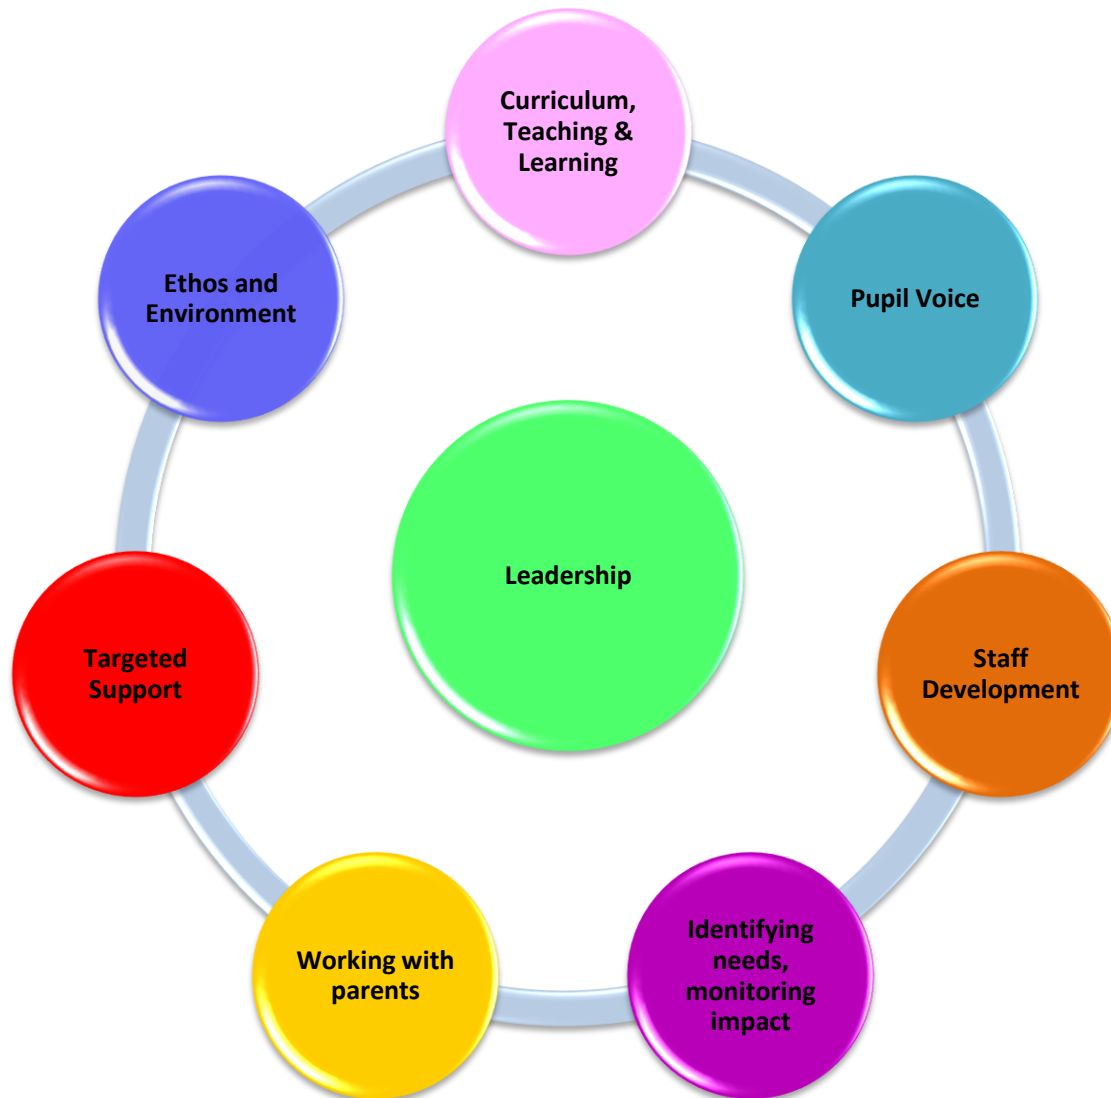 Curriculum,
Teaching &
Learning
Ethos and
Environment
Pupil Voice
Leadership
Targeted
Support
Staff
Development
Working with
parents
Identifying
needs,
monitoring
impact